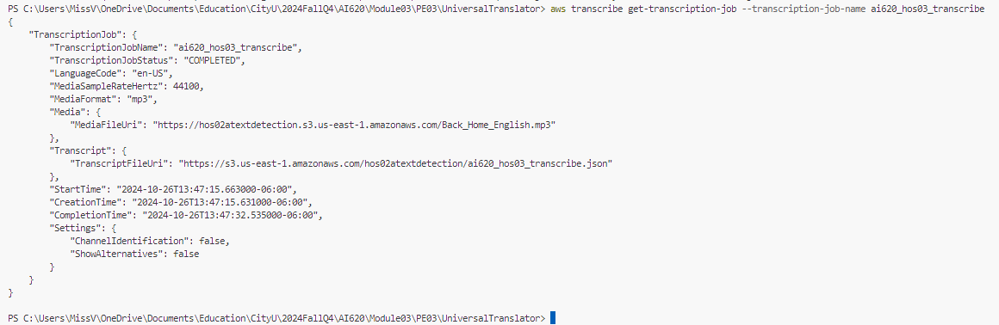 PS C:\Users\MissV\OneDrive\Documents\Education\CityU\2024FallQ4\AI620\Module03\PE03\UniversalTranslator> aws transcribe get-transcription-job --transcription-job-name ai620_hos03_transcribe
{
    "TranscriptionJob": {
        "TranscriptionJobName": "ai620_hos03_transcribe",
        "TranscriptionJobStatus": "COMPLETED",
        "LanguageCode": "en-US",
        "MediaSampleRateHertz": 44100,
        "MediaFormat": "mp3",
        "Media": {
            "MediaFileUri": "https://hos02atextdetection.s3.us-east-1.amazonaws.com/Back_Home_English.mp3"
        },
        "Transcript": {
            "TranscriptFileUri": "https://s3.us-east-1.amazonaws.com/hos02atextdetection/ai620_hos03_transcribe.json"
        },
        "StartTime": "2024-10-26T13:47:15.663000-06:00",
        "CreationTime": "2024-10-26T13:47:15.631000-06:00",
        "CompletionTime": "2024-10-26T13:47:32.535000-06:00",
        "Settings": {
            "ChannelIdentification": false,
            "ShowAlternatives": false
        }
    }
}
PS C:\Users\MissV\OneDrive\Documents\Education\CityU\2024FallQ4\AI620\Module03\PE03\UniversalTranslator>